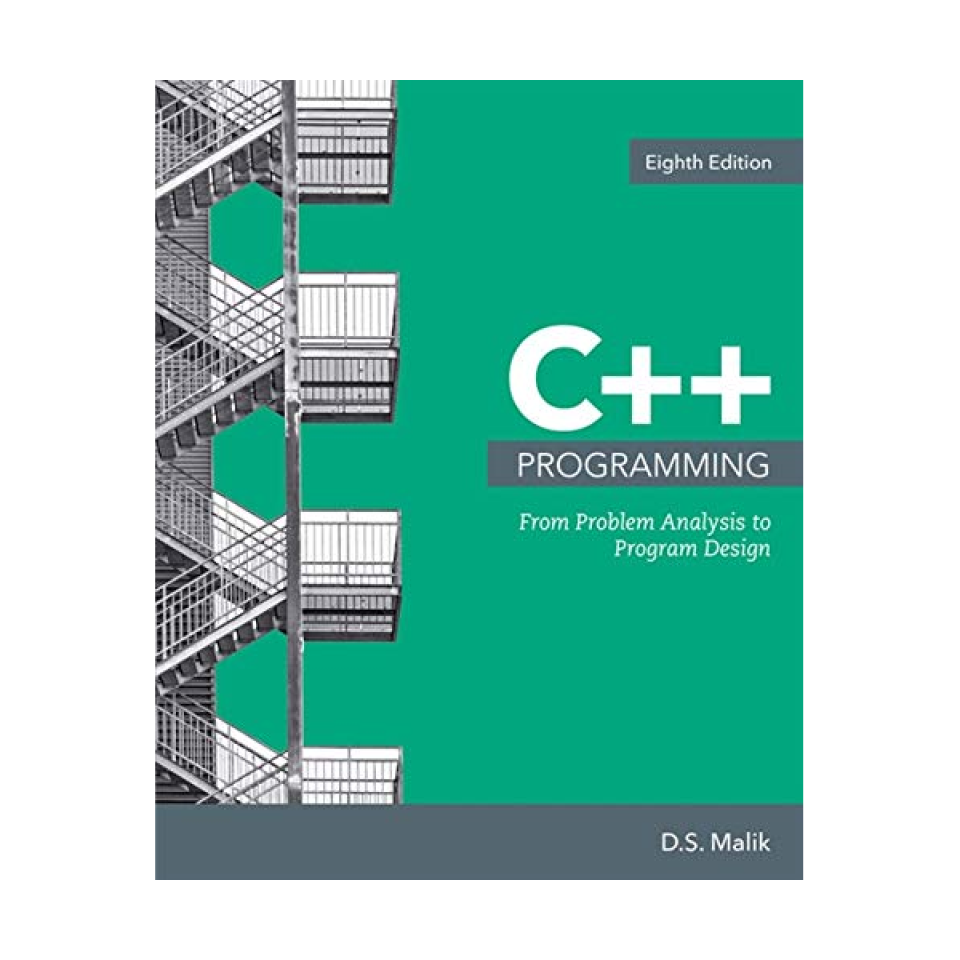 Eighth Edition
C++
PROGRAMMING
From Problem Analysis to
Program Design
D.S. Malik